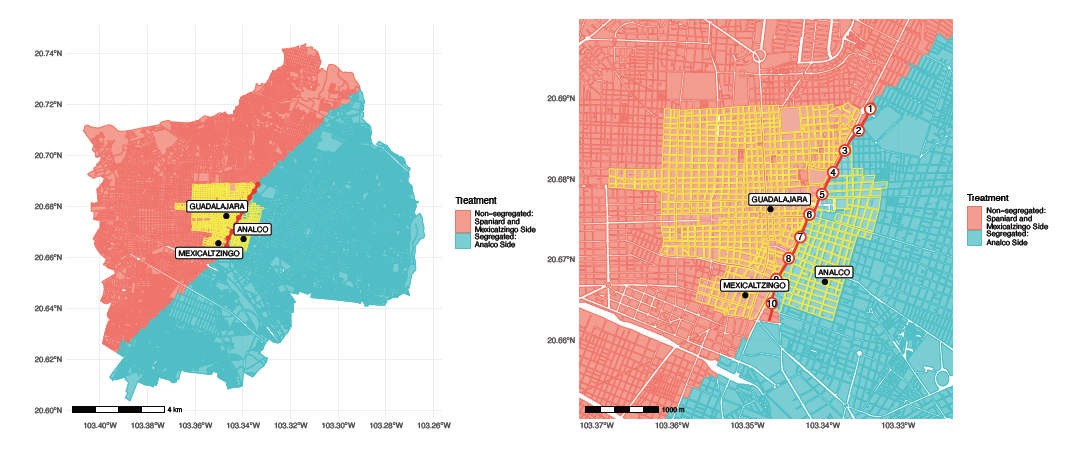 20.74°N
20.72°N
20.70°N
20.68°N
20.66°N
20.64°N
20.62°N
20.60°N
GUADALAJARA
ANALCO
MEXICALTZINGO
4 km
103.40°W 103.38°W 103.36°W 103.34°W 103.32°W 103.30°W 103.28°W 103.26°W
Treatment
Non-segregated:
Spaniard and
Mexicaltzingo Side
Segregated:
Analco Side
20.69°N
20.68°N
20.67°N
20.66°N
1
2
3
4
5
6
7
8
9
10
GUADALAJARA
ANALCO
MEXICALTZINGO
1000 m
103.37°W 103.36°W 103.35°W 103.34°W 103.33°W
Treatment
Non-segregated:
Spaniard and
Mexicaltzingo Side
Segregated:
Analco Side